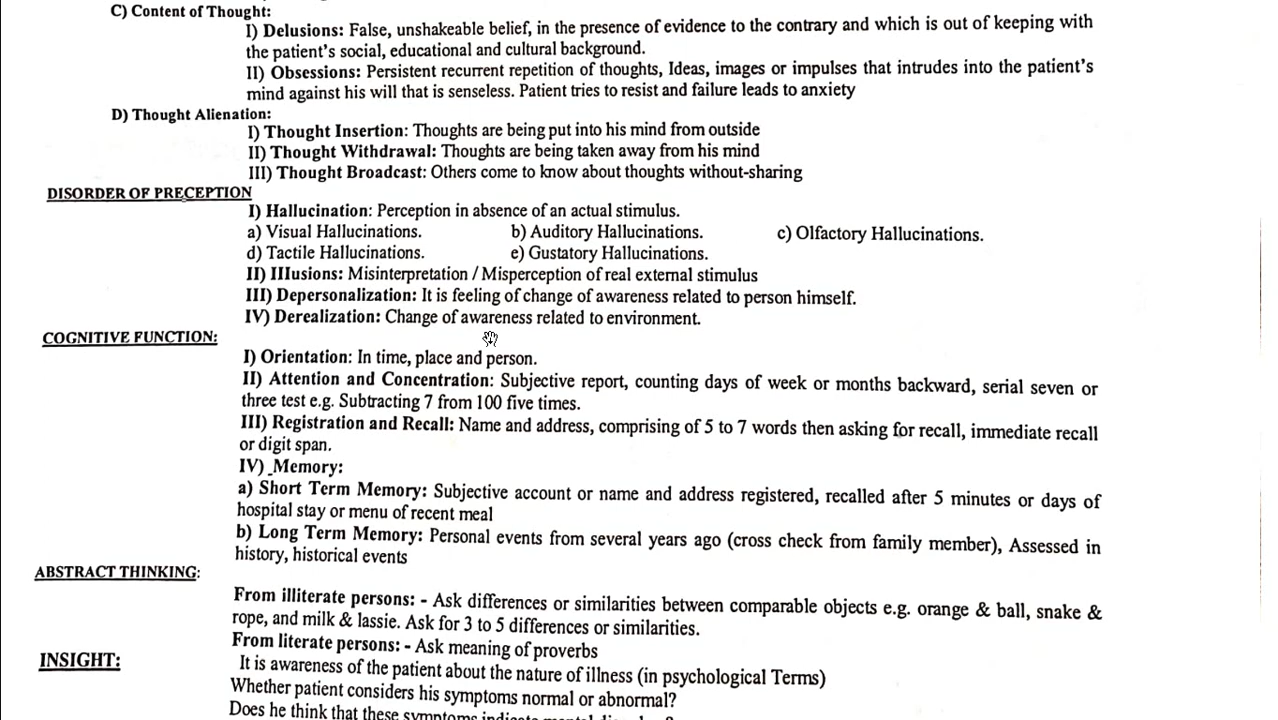 C) Content of Thought:
I) Delusions: False, unshakeable belief, in the presence of evidence to the contrary and which is out of keeping with
the patient's social, educational and cultural background.
II) Obsessions: Persistent recurrent repetition of thoughts, Ideas, images or impulses that intrudes into the patient's
mind against his will that is senseless. Patient tries to resist and failure leads to anxiety
D) Thought Alienation:
I) Thought Insertion: Thoughts are being put into his mind from outside
II) Thought Withdrawal: Thoughts are being taken away from his mind
III) Thought Broadcast: Others come to know about thoughts without-sharing
DISORDER OF PRECEPTION
I) Hallucination: Perception in absence of an actual stimulus.
a) Visual Hallucinations. b) Auditory Hallucinations. c) Olfactory Hallucinations.
d) Tactile Hallucinations. e) Gustatory Hallucinations.
II) Illusions: Misinterpretation / Misperception of real external stimulus
III) Depersonalization: It is feeling of change of awareness related to person himself.
IV) Derealization: Change of awareness related to environment.
COGNITIVE FUNCTION:
I) Orientation: In time, place and person.
II) Attention and Concentration: Subjective report, counting days of week or months backward, serial seven or
three test e.g. Subtracting 7 from 100 five times.
III) Registration and Recall: Name and address, comprising of 5 to 7 words then asking for recall, immediate recall
or digit span.
IV) Memory:
a) Short Term Memory: Subjective account or name and address registered, recalled after 5 minutes or days of
hospital stay or menu of recent meal
b) Long Term Memory: Personal events from several years ago (cross check from family member), Assessed in
history, historical events
ABSTRACT THINKING:
From illiterate persons: - Ask differences or similarities between comparable objects e.g. orange & ball, snake &
rope, and milk & lassie. Ask for 3 to 5 differences or similarities.
From literate persons: - Ask meaning of proverbs
INSIGHT:
It is awareness of the patient about the nature of illness (in psychological Terms)
Whether patient considers his symptoms normal or abnormal?
Does he think that these symptoms